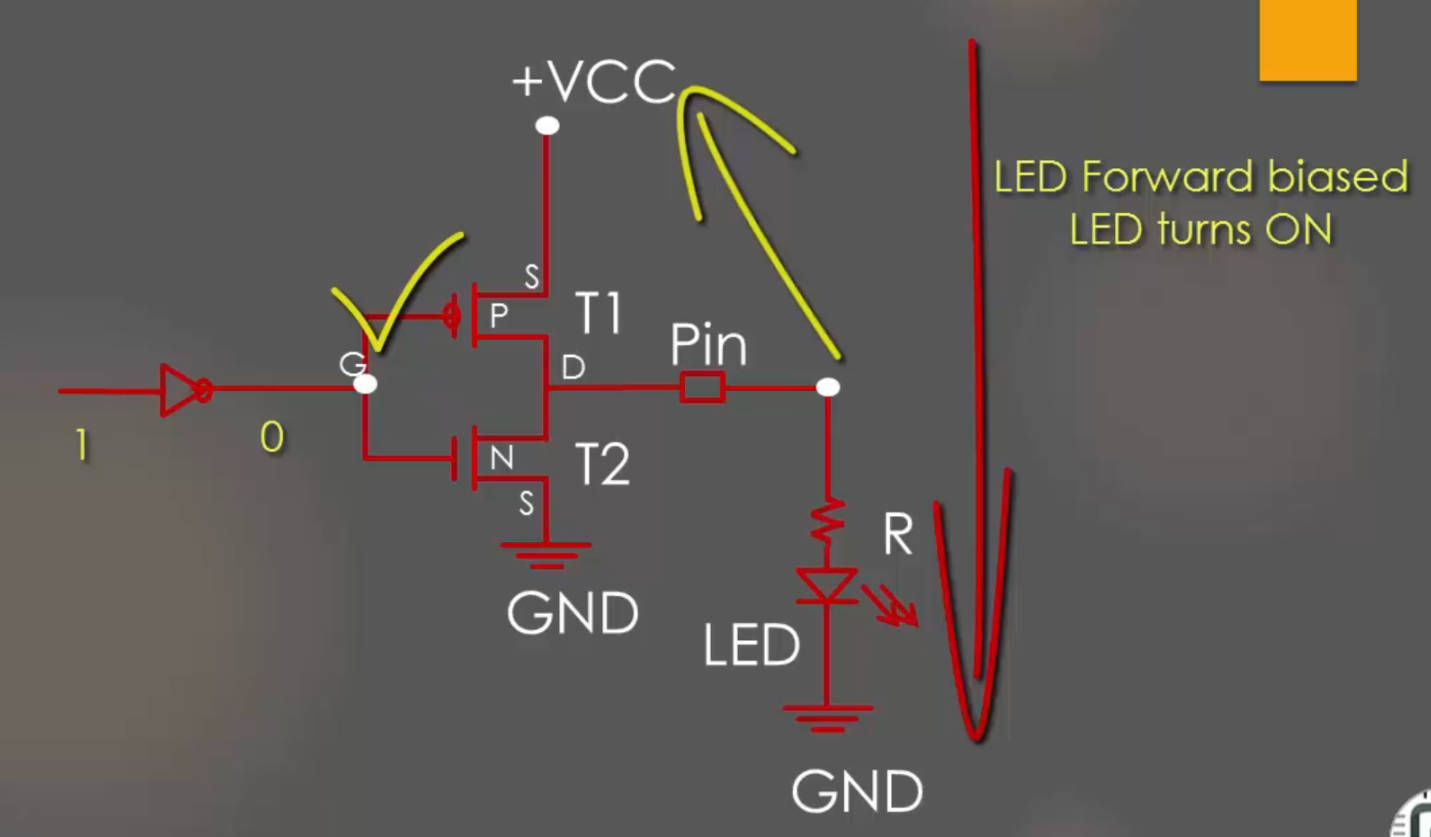 +VCC
LED Forward biased
LED turns ON
S
P
T1
Pin
G
D
1
0
N
T2
S
R
GND
LED
GND